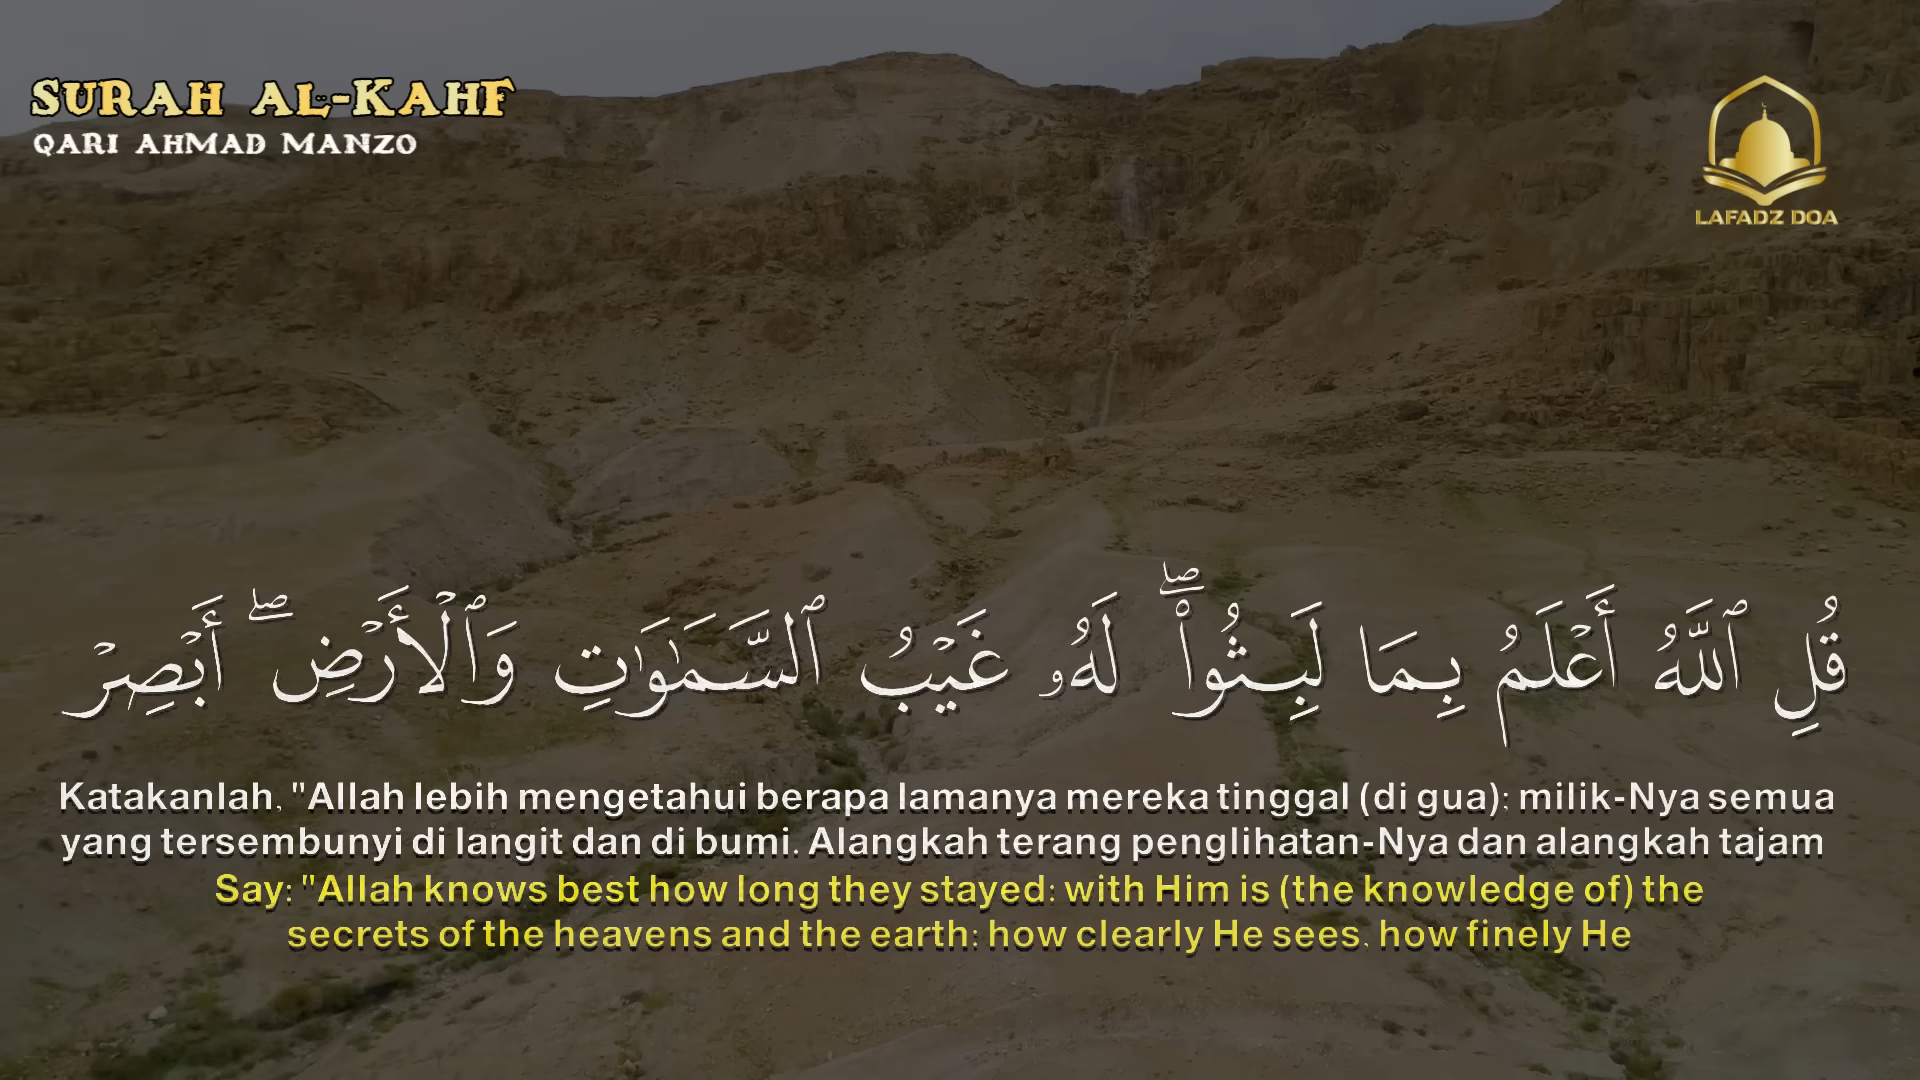 SURAH AL-KAHF
QARI AHMAD MANZO
LAFADZ DOA
قُلِ ٱللَّهُ أَعْلَمُ بِمَا لَبِثُوا۟ ۖ لَهُۥ غَيْبُ ٱلسَّمَـٰوَٰتِ وَٱلْأَرْضِ ۖ أَبْصِرْ
Katakanlah, "Allah lebih mengetahui berapa lamanya mereka tinggal (di gua); milik-Nya semua
yang tersembunyi di langit dan di bumi. Alangkah terang penglihatan-Nya dan alangkah tajam
Say: "Allah knows best how long they stayed: with Him is (the knowledge of) the
secrets of the heavens and the earth: how clearly He sees, how finely He